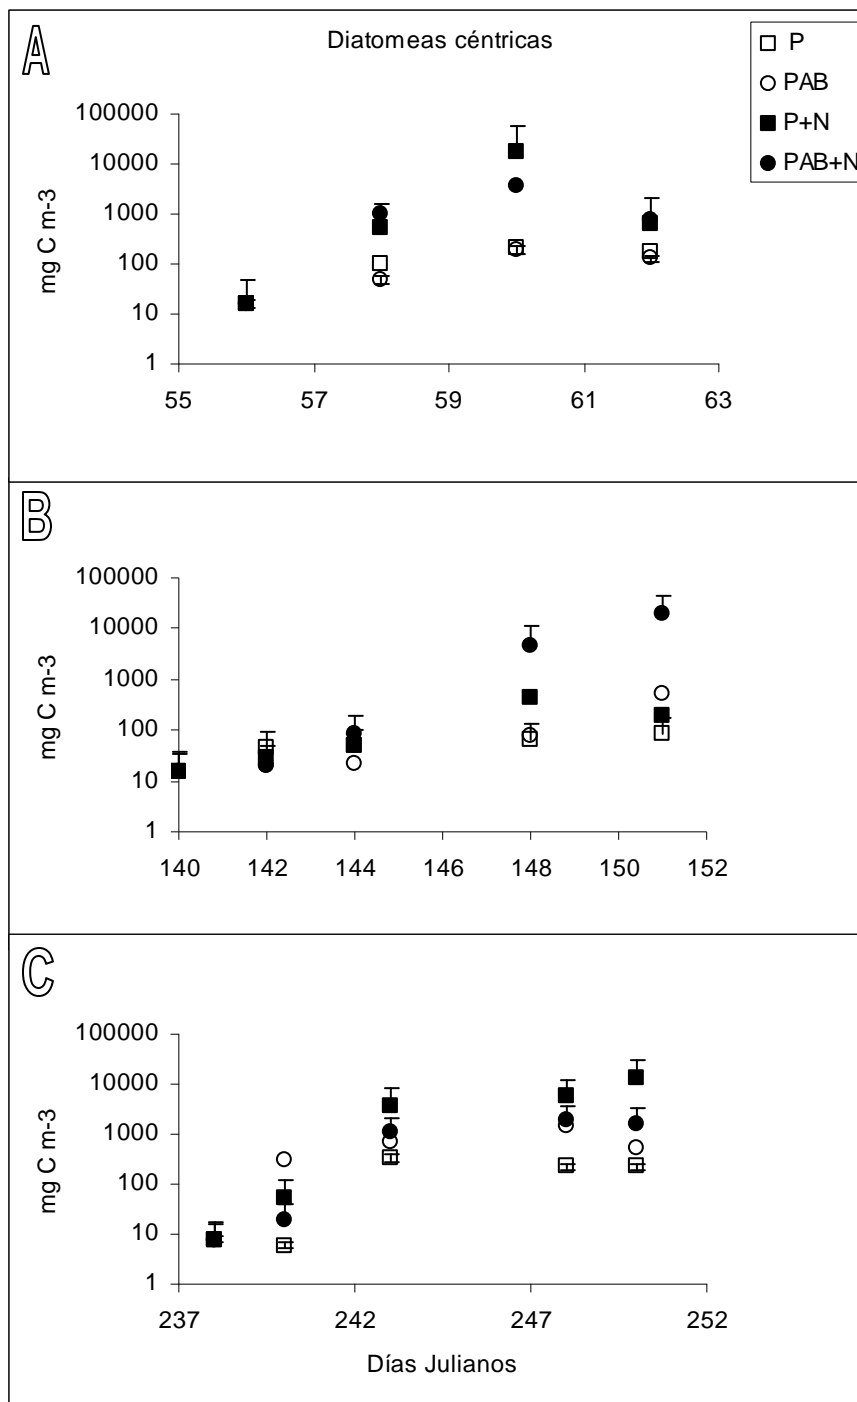 A
Diatomeas céntricas
P
PAB
P+N
PAB+N
100000
10000
1000
100
10
1
mg C m-3
55 57 59 61 63
B
100000
10000
1000
100
10
1
mg C m-3
140 142 144 146 148 150 152
C
100000
10000
1000
100
10
1
mg C m-3
237 242 247 252
Días Julianos